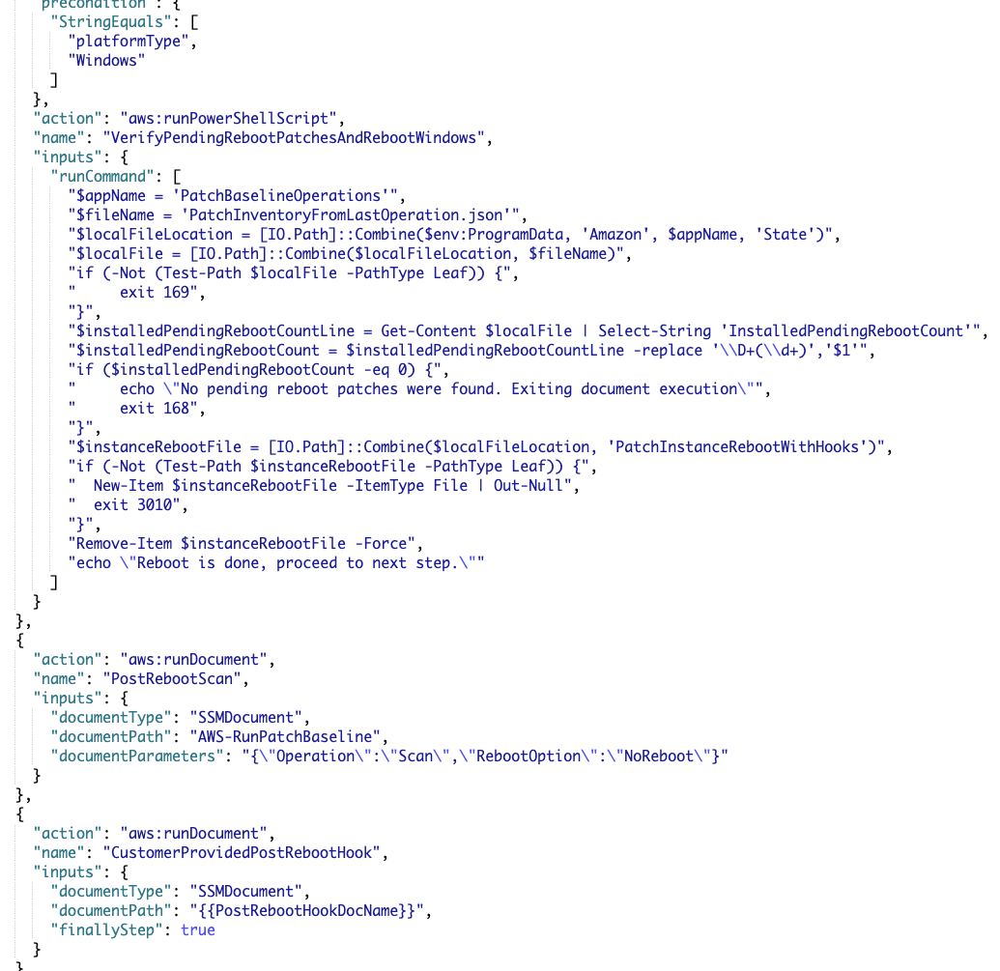 "precondition": {
"StringEquals": [
"platformType",
"Windows"
]
},
"action": "aws:runPowerShellScript",
"name": "VerifyPendingRebootPatchesAndRebootWindows",
"inputs": {
"runCommand": [
"$appName = 'PatchBaselineOperations'",
"$fileName = 'PatchInventoryFromLastOperation.json'",
"$localFileLocation = [IO.Path]::Combine($env:ProgramData, 'Amazon', $appName, 'State')",
"$localFile = [IO.Path]::Combine($localFileLocation, $fileName)",
"if (-Not (Test-Path $localFile -PathType Leaf)) {",
"     exit 169",
"}",
"$installedPendingRebootCountLine = Get-Content $localFile | Select-String 'InstalledPendingRebootCount'",
"$installedPendingRebootCount = $installedPendingRebootCountLine -replace '\\D+(\\d+)','$1'",
"if ($installedPendingRebootCount -eq 0) {",
"     echo \"No pending reboot patches were found. Exiting document execution\"",
"     exit 168",
"}",
"$instanceRebootFile = [IO.Path]::Combine($localFileLocation, 'PatchInstanceRebootWithHooks')",
"if (-Not (Test-Path $instanceRebootFile -PathType Leaf)) {",
"  New-Item $instanceRebootFile -ItemType File | Out-Null",
"  exit 3010",
"}",
"Remove-Item $instanceRebootFile -Force",
"echo \"Reboot is done, proceed to next step.\""
]
}
},
{
"action": "aws:runDocument",
"name": "PostRebootScan",
"inputs": {
"documentType": "SSMDocument",
"documentPath": "AWS-RunPatchBaseline",
"documentParameters": "{\"Operation\":\"Scan\",\"RebootOption\":\"NoReboot\"}"
}
},
{
"action": "aws:runDocument",
"name": "CustomerProvidedPostRebootHook",
"inputs": {
"documentType": "SSMDocument",
"documentPath": "{{PostRebootHookDocName}}",
"finallyStep": true
}
}